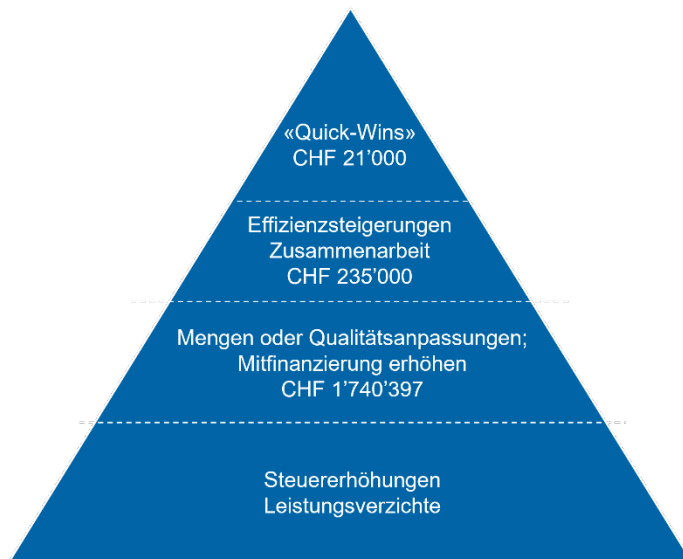 «Quick-Wins»
CHF 21’000
Effizienzsteigerungen
Zusammenarbeit
CHF 235’000
Mengen oder Qualitätsanpassungen;
Mitfinanzierung erhöhen
CHF 1’740’397
Steuererhöhungen
Leistungsverzichte